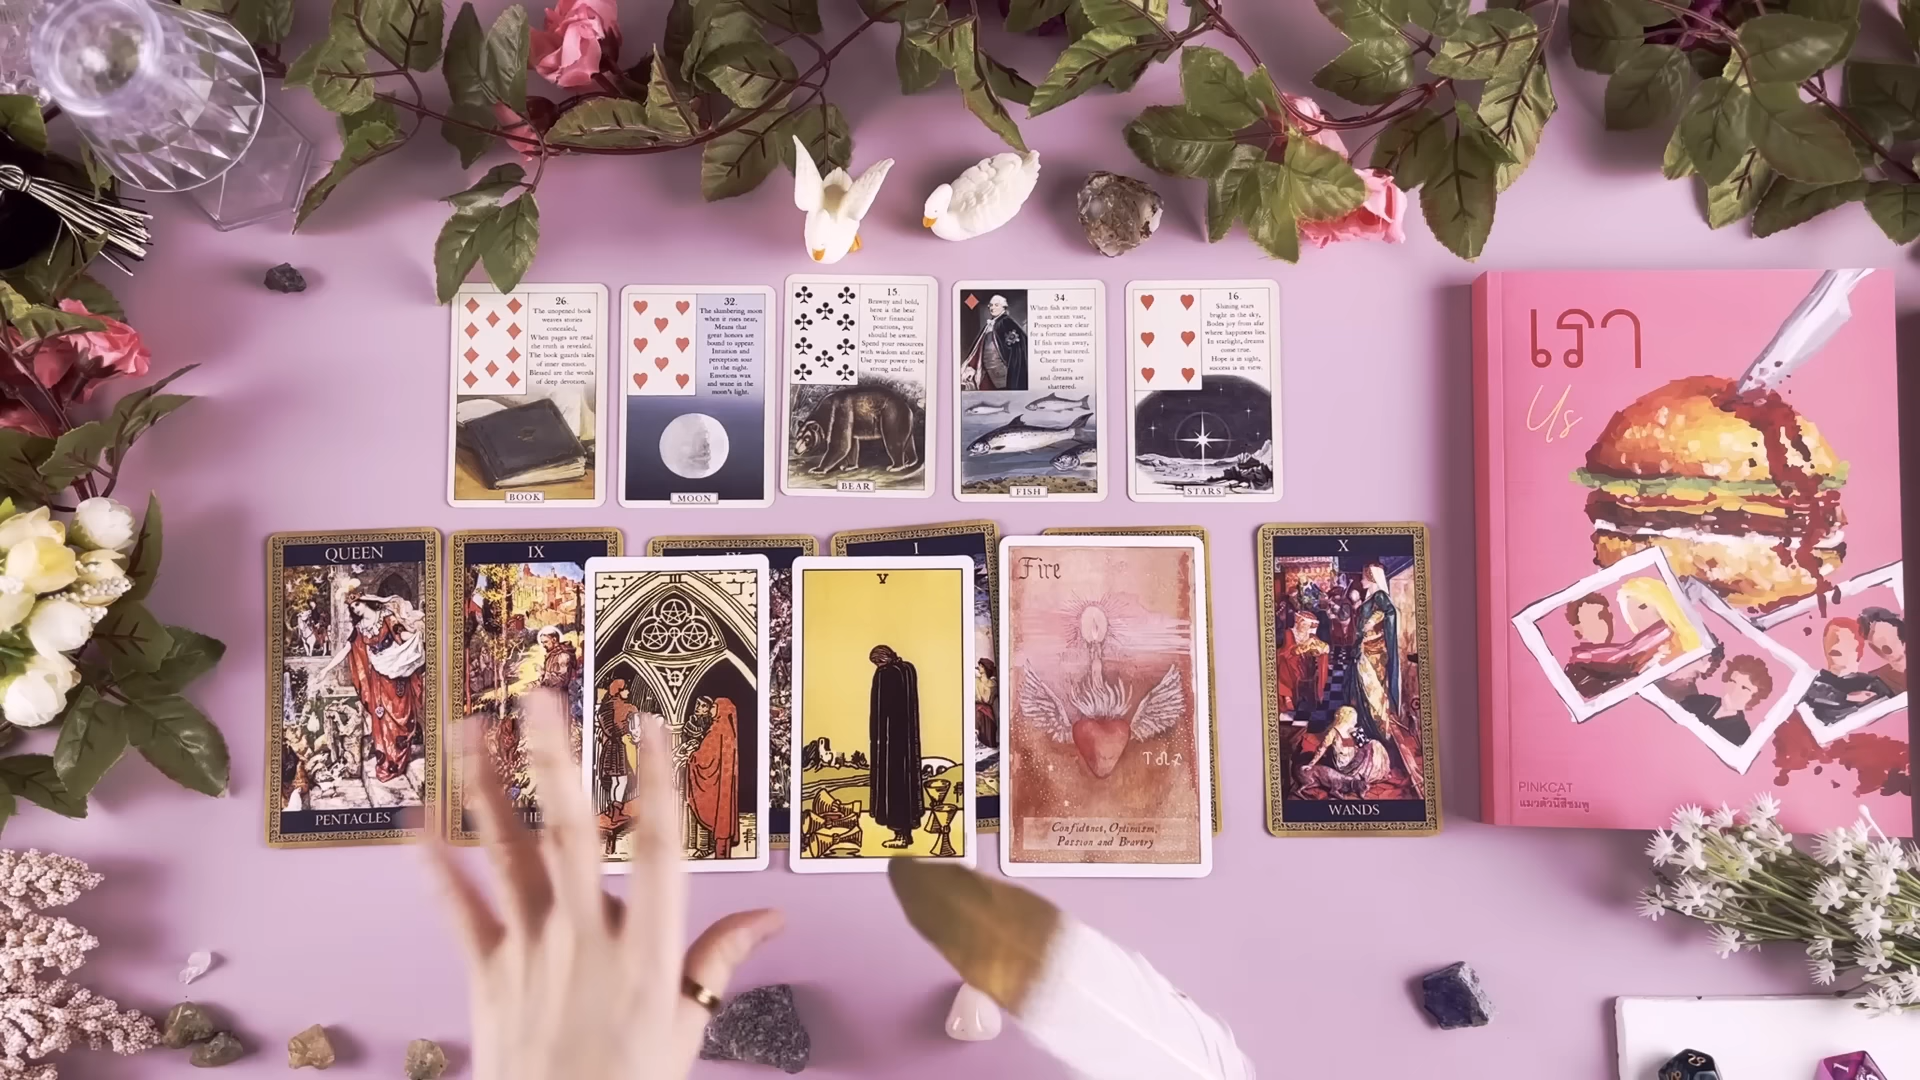 26.
The unopened book
weaves stories
concealed,
When pages are read
the truth is revealed.
The book guards tales
of inner emotion.
Blessed are the words
of deep devotion.
BOOK
32.
The slumbering moon
when it rises near,
Means that
great honors are
bound to appear.
Intuition and
perception soar
in the night.
Emotions wax
and wane in the
moon's light.
MOON
15.
Brawny and bold,
here is the bear
Your financial
positions, you
should be aware.
Spend your resources
with wisdom and care.
Use your power to be
strong and fair.
BEAR
34.
When fish swim near
in an ocean vast,
Prospects are clear
for a fortune amassed.
If fish swim away,
hopes are battered.
Cheer turns to
dismay,
and dreams are
shattered.
FISH
16.
Shining stars
bright in the sky,
Bodes joy from afar
where happiness lies.
In starlight, dreams
come true.
Hope is in sight,
success is in view.
STARS
QUEEN
PENTACLES
IX
III
V
I
Fire
Confidence, Optimism,
Passion and Bravery
X
WANDS
เรา
Us
PINKCAT
แมวตัวนี้สีชมพู